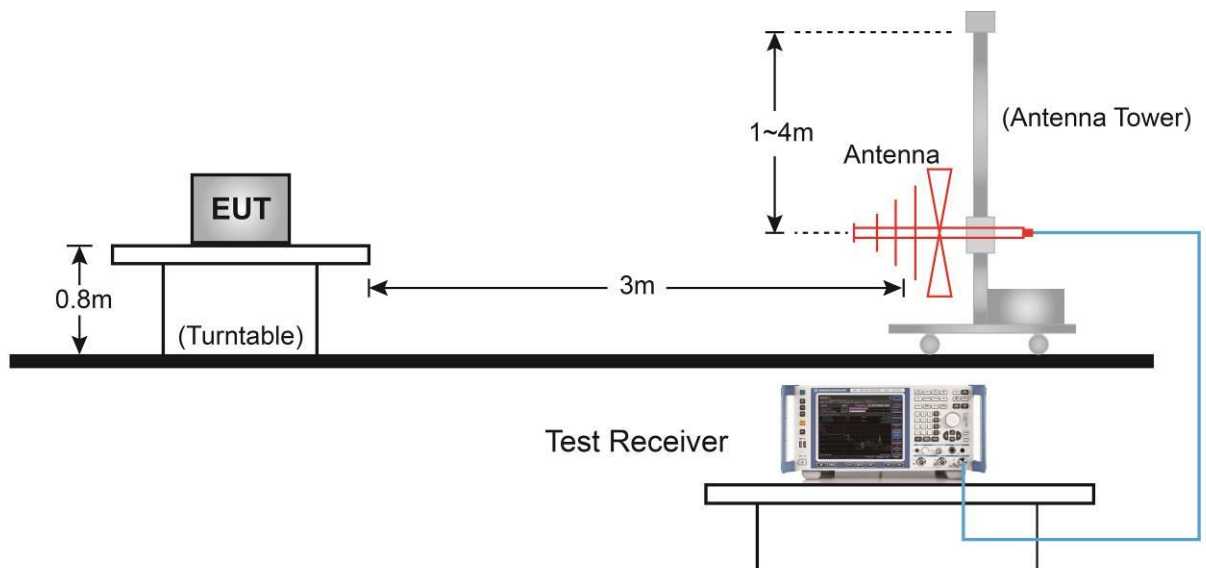 1~4m
(Antenna Tower)
Antenna
EUT
0.8m
3m
(Turntable)
Test Receiver